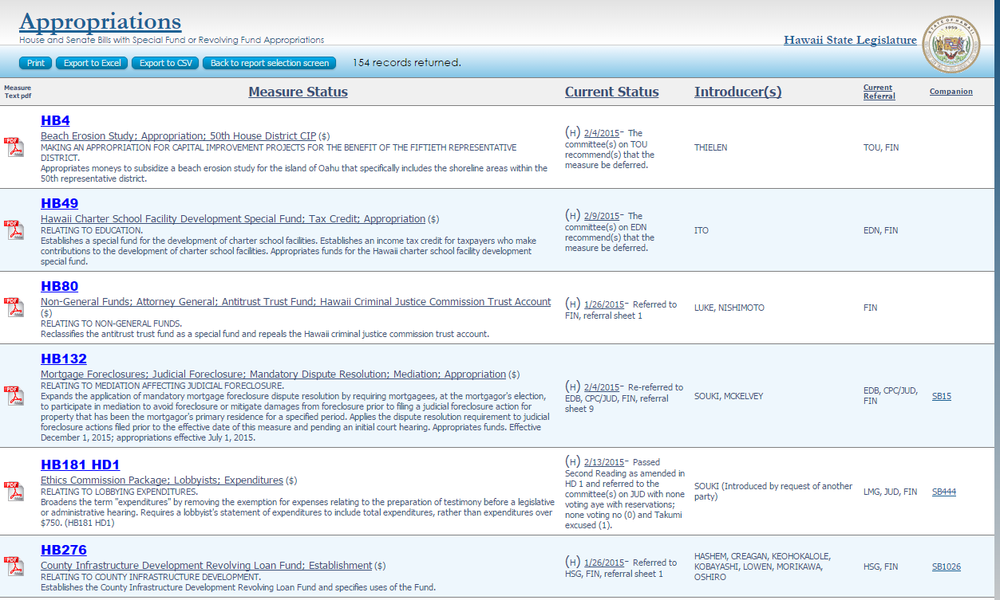 Appropriations
House and Senate Bills with Special Fund or Revolving Fund Appropriations
Hawaii State Legislature
STATE OF HAWAII
1959
Print Export to Excel Export to CSV Back to report selection screen 154 records returned.
Measure
Text pdf
Measure Status
Current Status
Introducer(s)
Current
Referral
Companion
HB4
Beach Erosion Study; Appropriation; 50th House District CIP ($)
MAKING AN APPROPRIATION FOR CAPITAL IMPROVEMENT PROJECTS FOR THE BENEFIT OF THE FIFTIETH REPRESENTATIVE
DISTRICT.
Appropriates moneys to subsidize a beach erosion study for the island of Oahu that specifically includes the shoreline areas within the
50th representative district.
(H) 2/4/2015- The
committee(s) on TOU
recommend(s) that the
measure be deferred.
THIELEN
TOU, FIN
PDF
HB49
Hawaii Charter School Facility Development Special Fund; Tax Credit; Appropriation ($)
RELATING TO EDUCATION.
Establishes a special fund for the development of charter school facilities. Establishes an income tax credit for taxpayers who make
contributions to the development of charter school facilities. Appropriates funds for the Hawaii charter school facility development
special fund.
(H) 2/9/2015- The
committee(s) on EDN
recommend(s) that the
measure be deferred.
ITO
EDN, FIN
PDF
HB80
Non-General Funds; Attorney General; Antitrust Trust Fund; Hawaii Criminal Justice Commission Trust Account
($)
RELATING TO NON-GENERAL FUNDS.
Reclassifies the antitrust trust fund as a special fund and repeals the Hawaii criminal justice commission trust account.
(H) 1/26/2015- Referred to
FIN, referral sheet 1
LUKE, NISHIMOTO
FIN
PDF
HB132
Mortgage Foreclosures; Judicial Foreclosure; Mandatory Dispute Resolution; Mediation; Appropriation ($)
RELATING TO MEDIATION AFFECTING JUDICIAL FORECLOSURE.
Expands the application of mandatory mortgage foreclosure dispute resolution by requiring mortgagees, at the mortgagor's election,
to participate in mediation to avoid foreclosure or mitigate damages from foreclosure prior to filing a judicial foreclosure action for
property that has been the mortgagor's primary residence for a specified period. Applies the dispute resolution requirement to judicial
foreclosure actions filed prior to the effective date of this measure and pending an initial court hearing. Appropriates funds. Effective
December 1, 2015; appropriations effective July 1, 2015.
(H) 2/4/2015- Re-referred to
EDB, CPC/JUD, FIN, referral
sheet 9
SOUKI, MCKELVEY
EDB, CPC/JUD,
FIN
SB15
PDF
HB181 HD1
Ethics Commission Package; Lobbyists; Expenditures ($)
RELATING TO LOBBYING EXPENDITURES.
Broadens the term "expenditures" by removing the exemption for expenses relating to the preparation of testimony before a legislative
or administrative hearing. Requires a lobbyist's statement of expenditures to include total expenditures, rather than expenditures over
$750. (HB181 HD1)
(H) 2/13/2015- Passed
Second Reading as amended in
HD 1 and referred to the
committee(s) on JUD with none
voting aye with reservations;
none voting no (0) and Takumi
excused (1).
SOUKI (Introduced by request of another
party)
LMG, JUD, FIN
SB444
PDF
HB276
County Infrastructure Development Revolving Loan Fund; Establishment ($)
RELATING TO COUNTY INFRASTRUCTURE DEVELOPMENT.
Establishes the County Infrastructure Development Revolving Loan Fund and specifies uses of the Fund.
(H) 1/26/2015- Referred to
HSG, FIN, referral sheet 1
HASHEM, CREAGAN, KEOHOKALOLE,
KOBAYASHI, LOWEN, MORIKAWA,
OSHIRO
HSG, FIN
SB1026
PDF